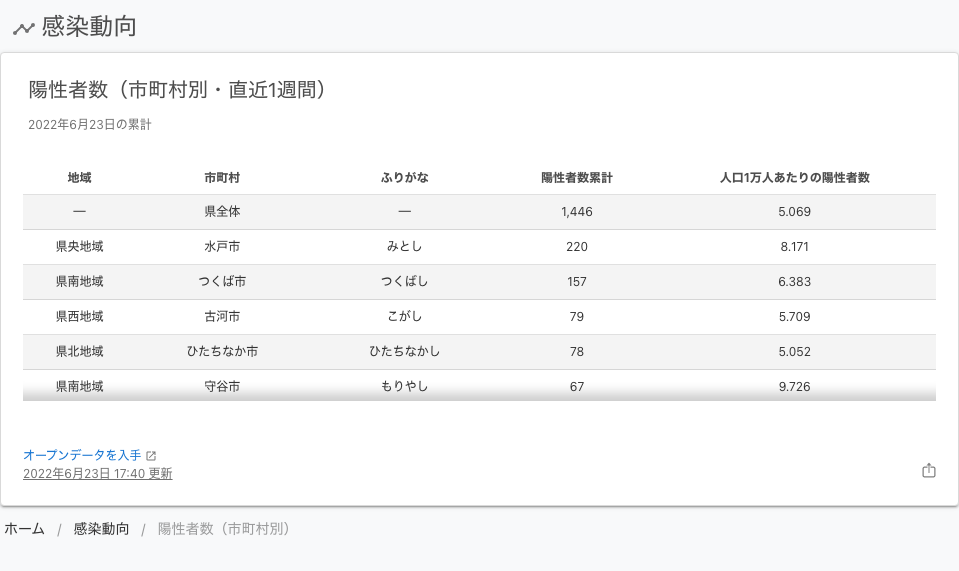 感染動向
陽性者数（市町村別・直近1週間）
2022年6月23日の累計
地域 市町村 ふりがな 陽性者数累計 人口1万人あたりの陽性者数
— 県全体 — 1,446 5.069
県央地域 水戸市 みとし 220 8.171
県南地域 つくば市 つくばし 157 6.383
県西地域 古河市 こがし 79 5.709
県北地域 ひたちなか市 ひたちなかし 78 5.052
県南地域 守谷市 もりやし 67 9.726
オープンデータを入手
2022年6月23日 17:40 更新
ホーム / 感染動向 / 陽性者数（市町村別）